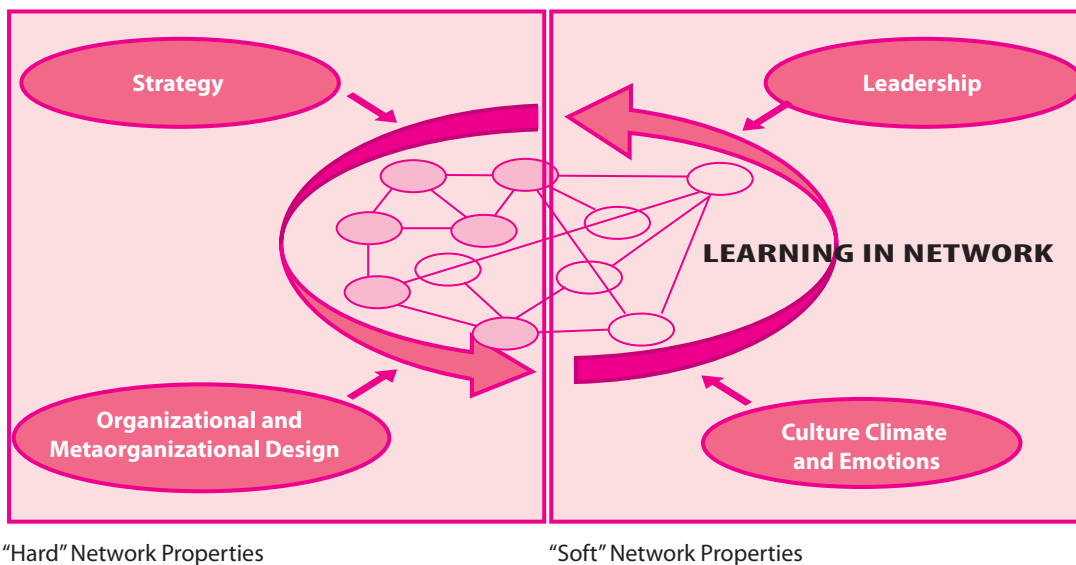 Strategy
Leadership
LEARNING IN NETWORK
Organizational and
Metaorganizational Design
Culture Climate
and Emotions
“Hard” Network Properties
“Soft” Network Properties